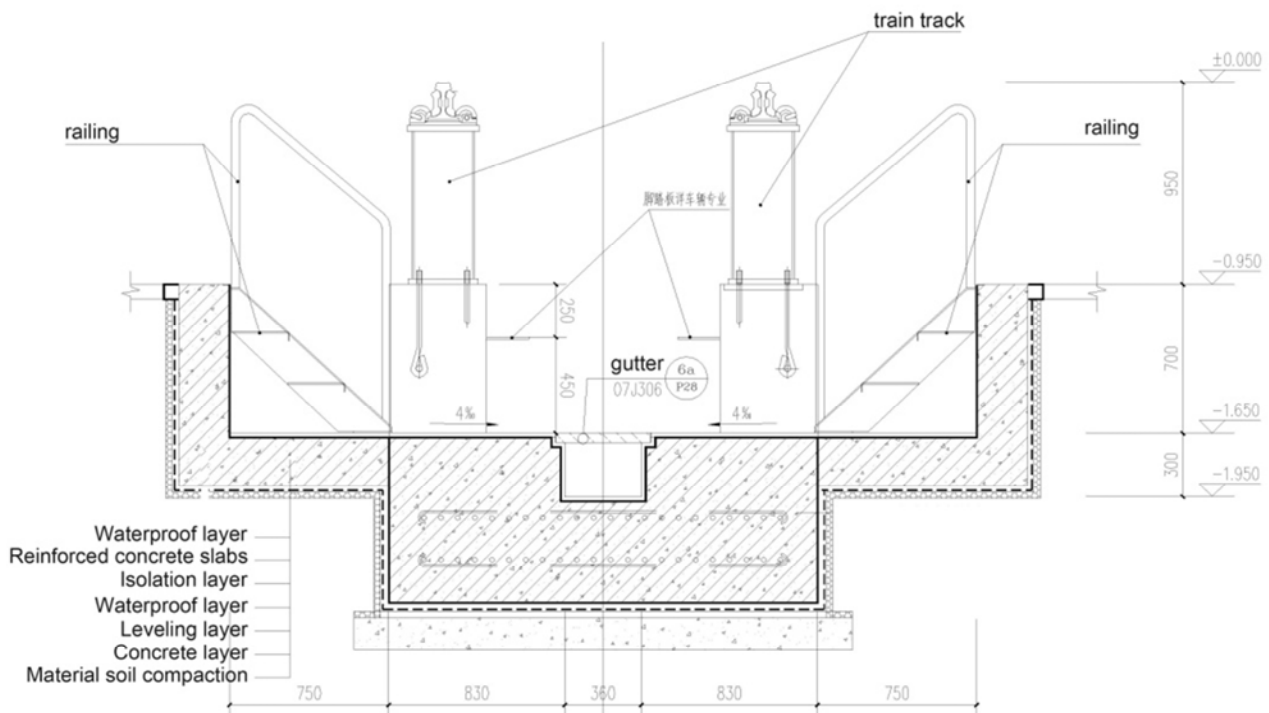 train track
±0.000
railing
railing
950
脚踏板详车辆专业
-0.950
250
gutter
6a
07J306
P28
700
450
4‰
4‰
-1.650
300
-1.950
Waterproof layer
Reinforced concrete slabs
Isolation layer
Waterproof layer
Leveling layer
Concrete layer
Material soil compaction
750
830
360
830
750